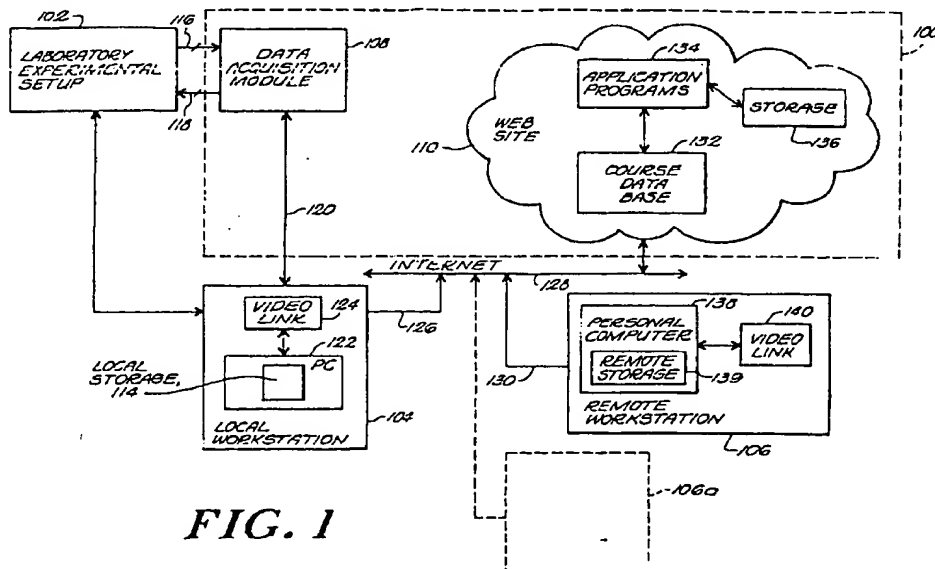 102
LABORATORY
EXPERIMENTAL
SETUP
116
118
DATA
ACQUISITION
MODULE
108
100
134
APPLICATION
PROGRAMS
STORAGE
136
WEB
SITE
110
132
COURSE
DATA
BASE
120
INTERNET
128
VIDEO
LINK
124
126
122
PC
LOCAL
STORAGE,
114
LOCAL
WORKSTATION
104
138
PERSONAL
COMPUTER
REMOTE
STORAGE
139
140
VIDEO
LINK
130
REMOTE
WORKSTATION
106
106a
FIG. 1